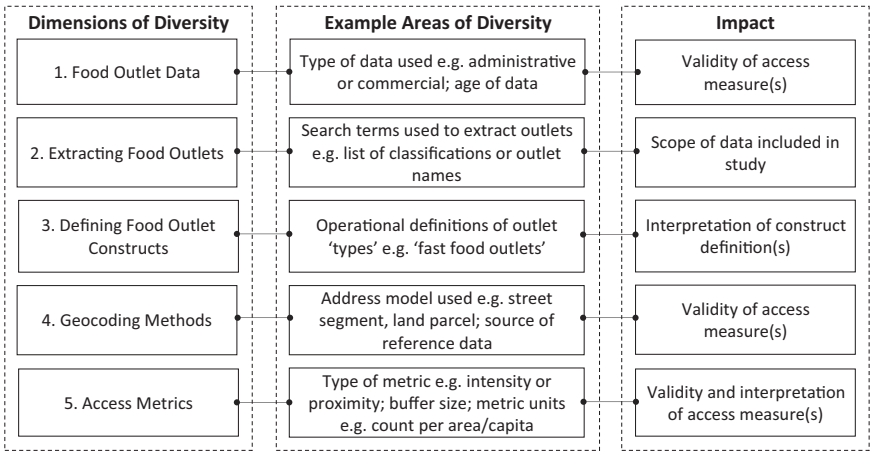 Dimensions of Diversity
Example Areas of Diversity
Impact
1. Food Outlet Data
Type of data used e.g. administrative
or commercial; age of data
Validity of access
measure(s)
2. Extracting Food Outlets
Search terms used to extract outlets
e.g. list of classifications or outlet
names
Scope of data included in
study
3. Defining Food Outlet
Constructs
Operational definitions of outlet
‘types’ e.g. ‘fast food outlets’
Interpretation of construct
definition(s)
4. Geocoding Methods
Address model used e.g. street
segment, land parcel; source of
reference data
Validity of access
measure(s)
5. Access Metrics
Type of metric e.g. intensity or
proximity; buffer size; metric units
e.g. count per area/capita
Validity and interpretation
of access measure(s)